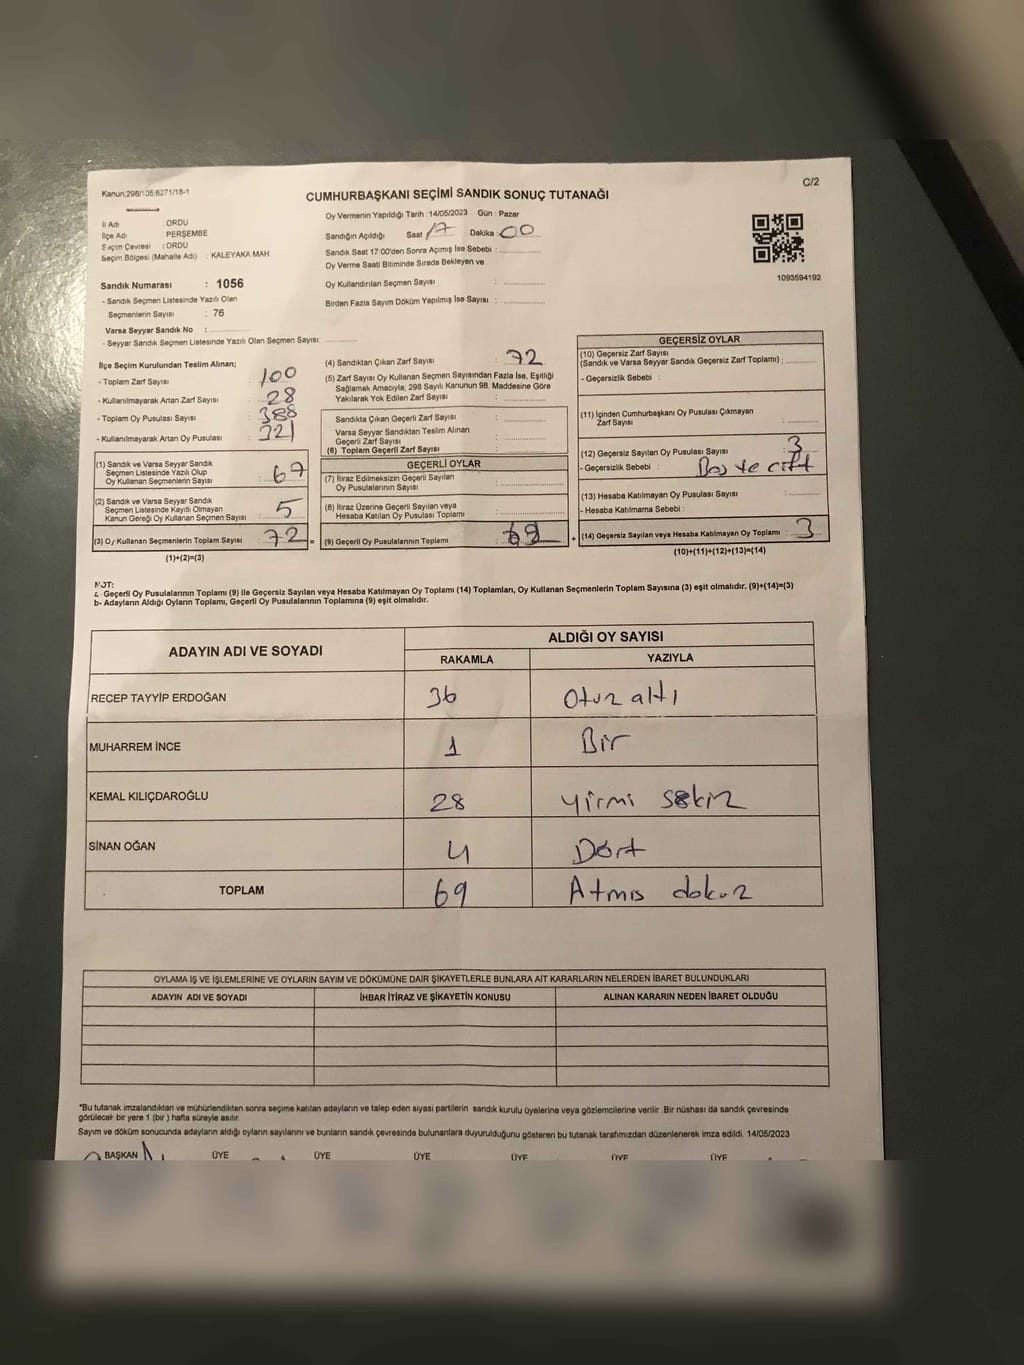 Kanun,298/105;6271/18-1
C/2
CUMHURBAŞKANI SEÇİMİ SANDIK SONUÇ TUTANAĞI
İl Adı : ORDU
İlçe Adı : PERŞEMBE
Seçim Çevresi : ORDU
Seçim Bölgesi (Mahalle Adı) : KALEYAKA MAH.
Sandık Numarası : 1056
- Sandık Seçmen Listesinde Yazılı Olan
Seçmenlerin Sayısı : 76
Varsa Seyyar Sandık No :
- Seyyar Sandık Seçmen Listesinde Yazılı Olan Seçmen Sayısı:
Oy Vermenin Yapıldığı Tarih : 14/05/2023 Gün : Pazar
Sandığın Açıldığı Saat 17 Dakika 00
Sandık Saat 17:00'den Sonra Açımış İse Sebebi :
Oy Verme Saati Bitiminde Sırada Bekleyen ve
Oy Kullandırılan Seçmen Sayısı :
Birden Fazla Sayım Döküm Yapılmış İse Sayısı :
1093594192
İlçe Seçim Kurulundan Teslim Alınan;
- Toplam Zarf Sayısı : 100
- Kullanılmayarak Artan Zarf Sayısı : 28
- Toplam Oy Pusulası Sayısı : 388
- Kullanılmayarak Artan Oy Pusulası : 321
(1) Sandık ve Varsa Seyyar Sandık
Seçmen Listesinde Yazılı Olup
Oy Kullanan Seçmenlerin Sayısı : 67
(2) Sandık ve Varsa Seyyar Sandık
Seçmen Listesinde Kayıtlı Olmayan
Kanun Gereği Oy Kullanan Seçmen Sayısı : 5
(3) Oy Kullanan Seçmenlerin Toplam Sayısı : 72 =
(1)+(2)=(3)
(4) Sandıktan Çıkan Zarf Sayısı : 72
(5) Zarf Sayısı Oy Kullanan Seçmen Sayısından Fazla İse, Eşitliği
Sağlamak Amacıyla, 298 Sayılı Kanunun 98. Maddesine Göre
Yakılarak Yok Edilen Zarf Sayısı :
Sandıkta Çıkan Geçerli Zarf Sayısı :
Varsa Seyyar Sandıktan Teslim Alınan
Geçerli Zarf Sayısı :
(6) Toplam Geçerli Zarf Sayısı :
GEÇERLİ OYLAR
(7) İtiraz Edilmeksizin Geçerli Sayılan
Oy Pusulalarının Sayısı :
(8) İtiraz Üzerine Geçerli Sayılan veya
Hesaba Katılan Oy Pusulası Toplamı :
(9) Geçerli Oy Pusulalarının Toplamı : 69 +
GEÇERSİZ OYLAR
(10) Geçersiz Zarf Sayısı
(Sandık ve Varsa Seyyar Sandık Geçersiz Zarf Toplamı) :
- Geçersizlik Sebebi :
(11) İçinden Cumhurbaşkanı Oy Pusulası Çıkmayan
Zarf Sayısı :
(12) Geçersiz Sayılan Oy Pusulası Sayısı : 3
- Geçersizlik Sebebi : Boş ve çift
(13) Hesaba Katılmayan Oy Pusulası Sayısı :
- Hesaba Katılmama Sebebi :
(14) Geçersiz Sayılan veya Hesaba Katılmayan Oy Toplamı : 3
(10)+(11)+(12)+(13)=(14)
NOT:
a- Geçerli Oy Pusulalarının Toplamı (9) ile Geçersiz Sayılan veya Hesaba Katılmayan Oy Toplamı (14) Toplamları, Oy Kullanan Seçmenlerin Toplam Sayısına (3) eşit olmalıdır. (9)+(14)=(3)
b- Adayların Aldığı Oyların Toplamı, Geçerli Oy Pusulalarının Toplamına (9) eşit olmalıdır.
ADAYIN ADI VE SOYADI
ALDIĞI OY SAYISI
RAKAMLA YAZIYLA
RECEP TAYYİP ERDOĞAN 36 Otuz altı
MUHARREM İNCE 1 Bir
KEMAL KILIÇDAROĞLU 28 yirmi sekiz
SİNAN OĞAN 4 Dört
TOPLAM 69 Atmıs dokuz
OYLAMA İŞ VE İŞLEMLERİNE VE OYLARIN SAYIM VE DÖKÜMÜNE DAİR ŞİKAYETLERLE BUNLARA AİT KARARLARIN NELERDEN İBARET BULUNDUKLARI
ADAYIN ADI VE SOYADI İHBAR İTİRAZ VE ŞİKAYETİN KONUSU ALINAN KARARIN NEDEN İBARET OLDUĞU
*Bu tutanak imzalandıktan ve mühürlendikten sonra seçime katılan adayların ve talep eden siyasi partilerin sandık kurulu üyelerine veya gözlemcilerine verilir .Bir nüshası da sandık çevresinde
görülecek bir yere 1 (bir ) hafta süreyle asılır.
Sayım ve döküm sonucunda adayların aldığı oyların sayılarını ve bunların sandık çevresinde bulunanlara duyurulduğunu gösteren bu tutanak tarafımızdan düzenlenerek imza edildi. 14/05/2023
BAŞKAN ÜYE ÜYE ÜYE ÜYE ÜYE ÜYE